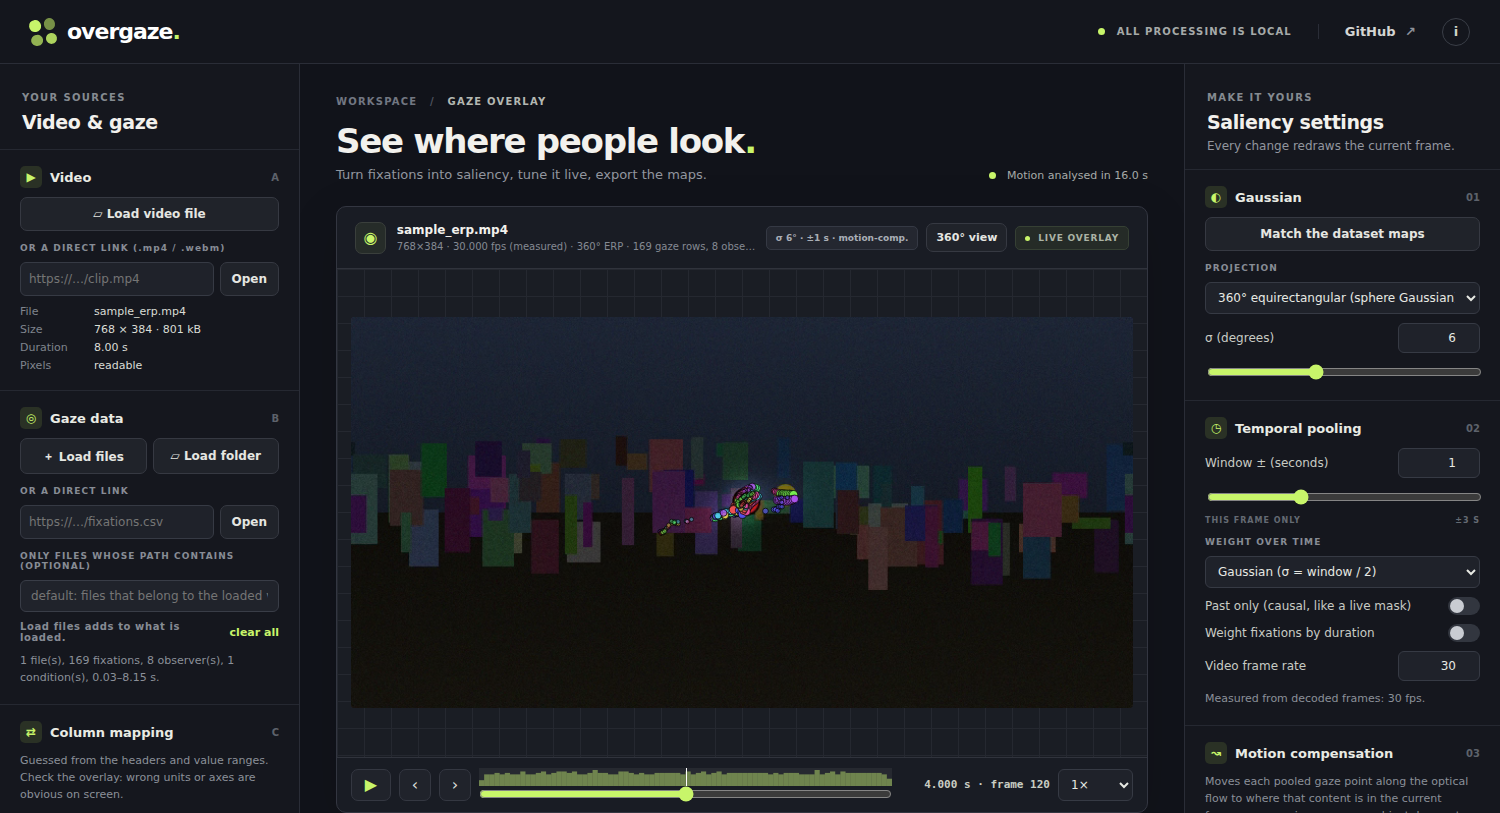 overgaze.
ALL PROCESSING IS LOCAL
GitHub ↗
i
YOUR SOURCES
Video & gaze
Video
A
Load video file
OR A DIRECT LINK (.mp4 / .webm)
https://…/clip.mp4
Open
File sample_erp.mp4
Size 768 × 384 · 801 kB
Duration 8.00 s
Pixels readable
Gaze data
B
+ Load files
Load folder
OR A DIRECT LINK
https://…/fixations.csv
Open
ONLY FILES WHOSE PATH CONTAINS
(OPTIONAL)
default: files that belong to the loaded
Load files adds to what is
loaded.
clear all
1 file(s), 169 fixations, 8 observer(s), 1
condition(s), 0.03–8.15 s.
Column mapping
C
Guessed from the headers and value ranges.
Check the overlay: wrong units or axes are
obvious on screen.
WORKSPACE / GAZE OVERLAY
See where people look.
Turn fixations into saliency, tune it live, export the maps.
Motion analysed in 16.0 s
sample_erp.mp4
768×384 · 30.000 fps (measured) · 360° ERP · 169 gaze rows, 8 obse…
σ 6° · ±1 s · motion-comp.
360° view
LIVE OVERLAY
4.000 s · frame 120
1×
MAKE IT YOURS
Saliency settings
Every change redraws the current frame.
Gaussian
01
Match the dataset maps
PROJECTION
360° equirectangular (sphere Gaussian
σ (degrees)
6
Temporal pooling
02
Window ± (seconds)
1
THIS FRAME ONLY
±3 S
WEIGHT OVER TIME
Gaussian (σ = window / 2)
Past only (causal, like a live mask)
Weight fixations by duration
Video frame rate
30
Measured from decoded frames: 30 fps.
Motion compensation
03
Moves each pooled gaze point along the optical
flow to where that content is in the current